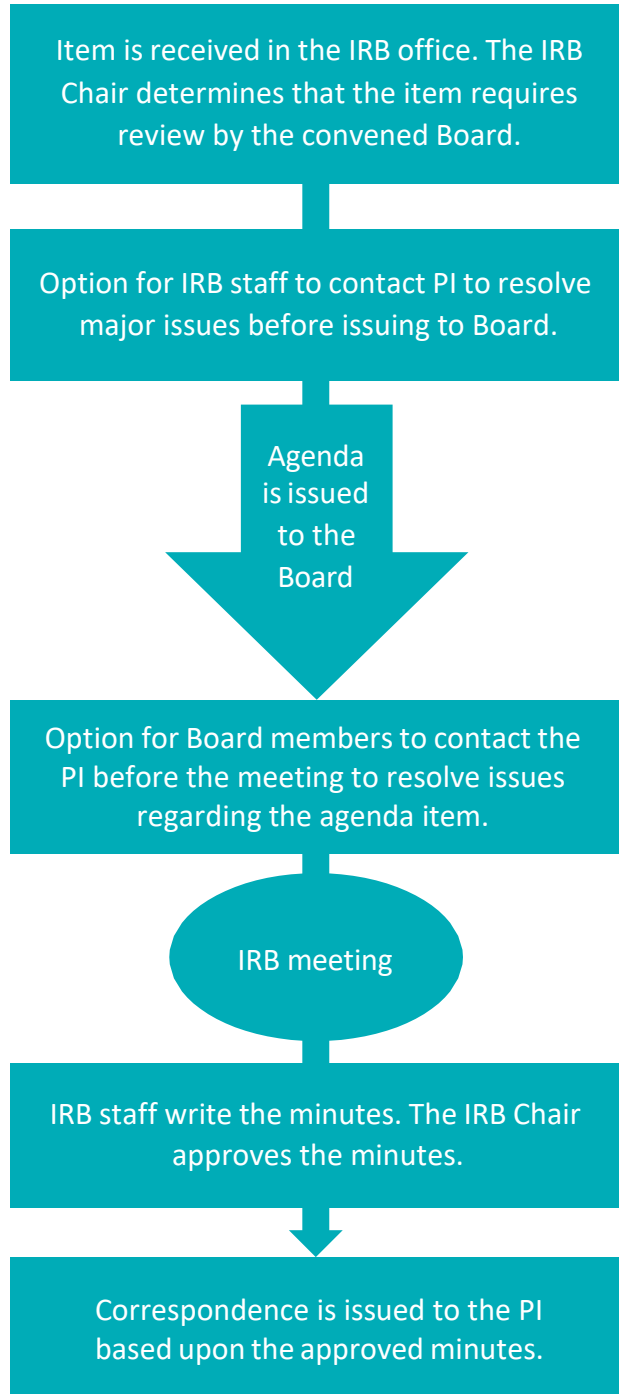 Item is received in the IRB office. The IRB
Chair determines that the item requires
review by the convened Board.
Option for IRB staff to contact PI to resolve
major issues before issuing to Board.
Agenda
is issued
to the
Board
Option for Board members to contact the
PI before the meeting to resolve issues
regarding the agenda item.
IRB meeting
IRB staff write the minutes. The IRB Chair
approves the minutes.
Correspondence is issued to the PI
based upon the approved minutes.